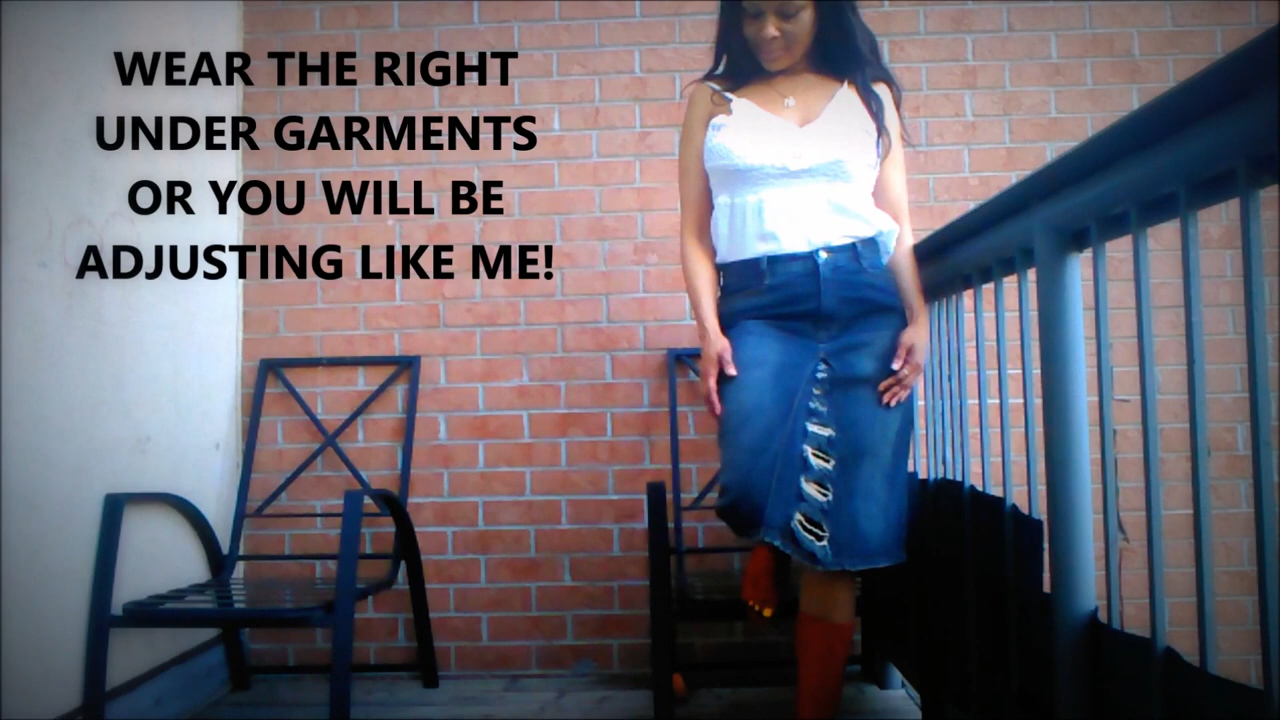 WEAR THE RIGHT
UNDER GARMENTS
OR YOU WILL BE
ADJUSTING LIKE ME!